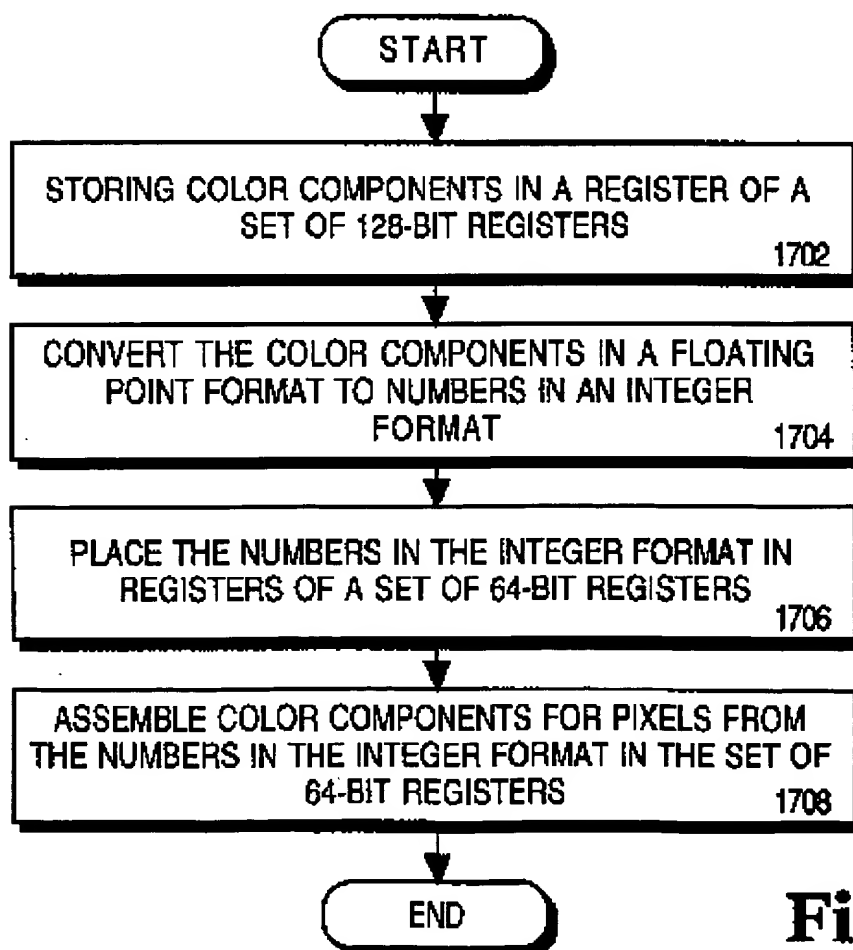 START
STORING COLOR COMPONENTS IN A REGISTER OF A
SET OF 128-BIT REGISTERS
1702
CONVERT THE COLOR COMPONENTS IN A FLOATING
POINT FORMAT TO NUMBERS IN AN INTEGER
FORMAT
1704
PLACE THE NUMBERS IN THE INTEGER FORMAT IN
REGISTERS OF A SET OF 64-BIT REGISTERS
1706
ASSEMBLE COLOR COMPONENTS FOR PIXELS FROM
THE NUMBERS IN THE INTEGER FORMAT IN THE SET OF
64-BIT REGISTERS
1708
END
Fi